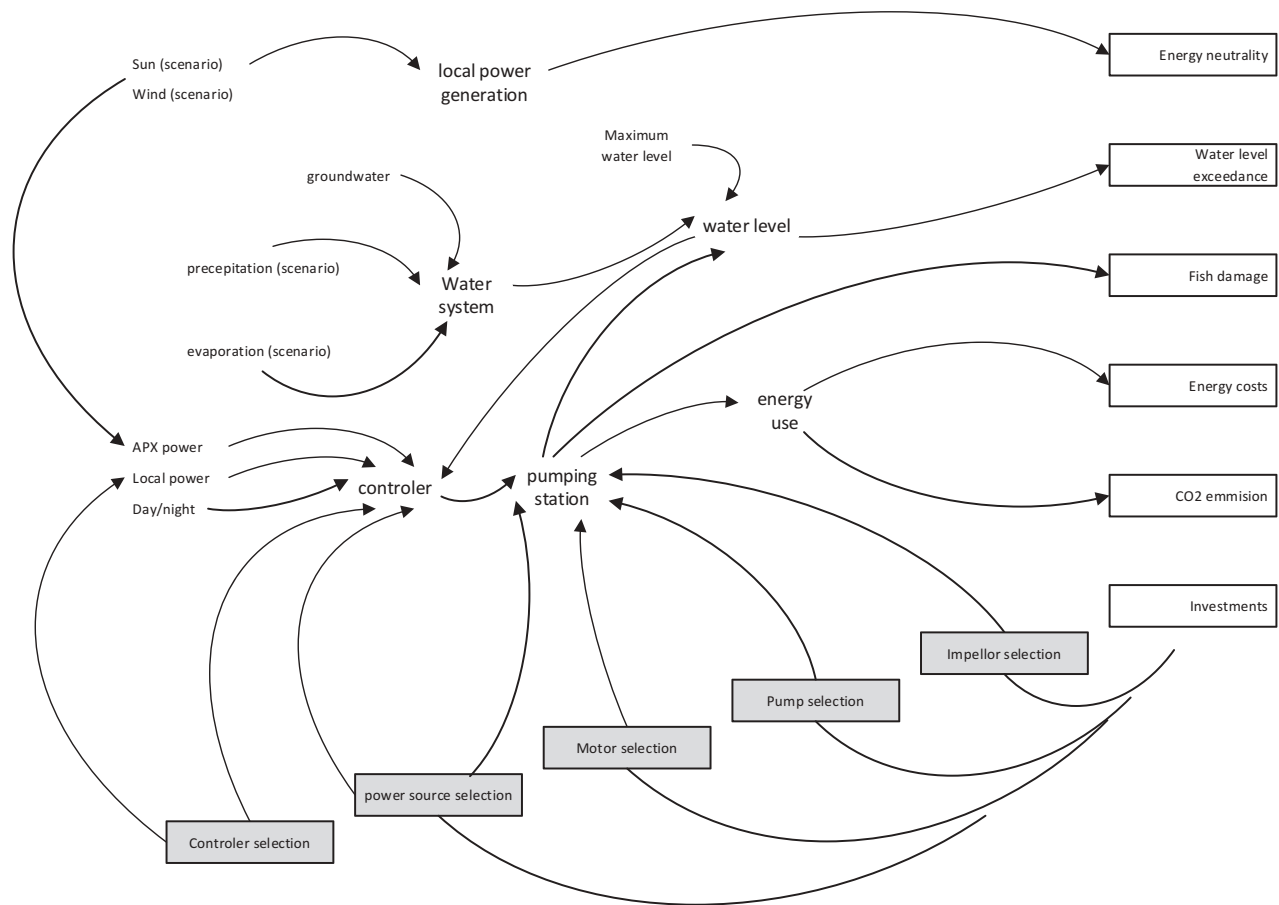 Sun (scenario)
Wind (scenario)
local power
generation
Energy neutrality
Maximum
water level
Water level
exceedance
groundwater
water level
precepitation (scenario)
Water
system
Fish damage
evaporation (scenario)
energy
use
Energy costs
APX power
Local power
Day/night
controler
pumping
station
CO2 emmision
Investments
Impellor selection
Pump selection
Motor selection
power source selection
Controler selection